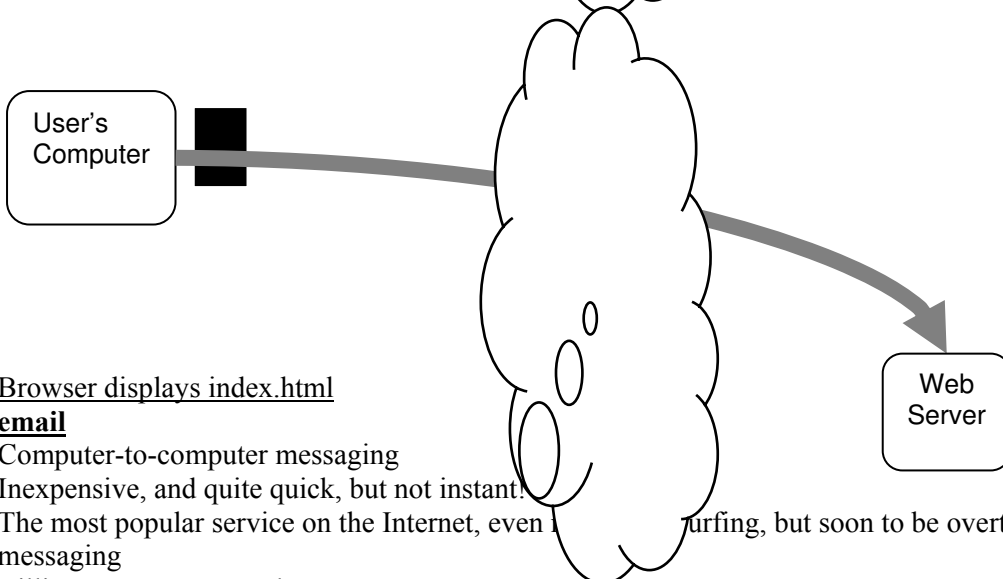 User's
Computer
Web
Server
Browser displays index.html
email
Computer-to-computer messaging
Inexpensive, and quite quick, but not instant!
The most popular service on the Internet, even urfing, but soon to be overt
messaging